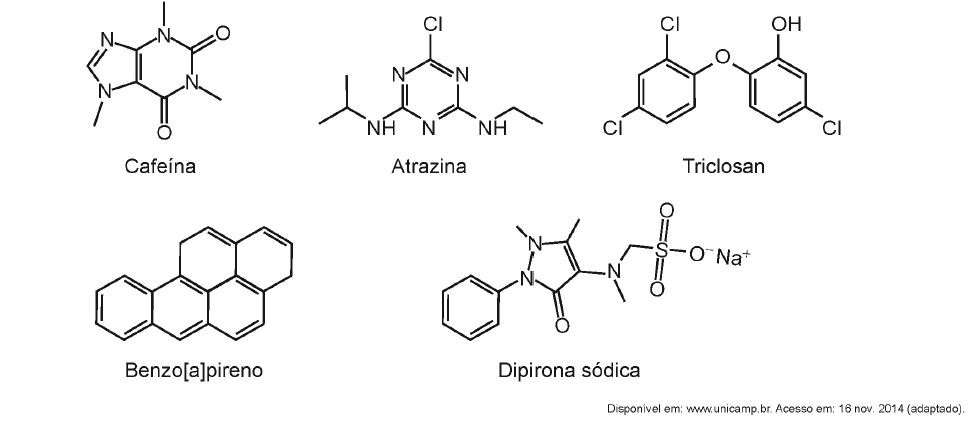 N N O
N N
O
Cafeína
Cl
N N
NH N NH
Atrazina
Cl OH
O
Cl Cl
Triclosan
Benzo[a]pireno
O
N S O⁻ Na⁺
N N O
O
Dipirona sódica
Disponível em: www.unicamp.br. Acesso em: 16 nov. 2014 (adaptado).